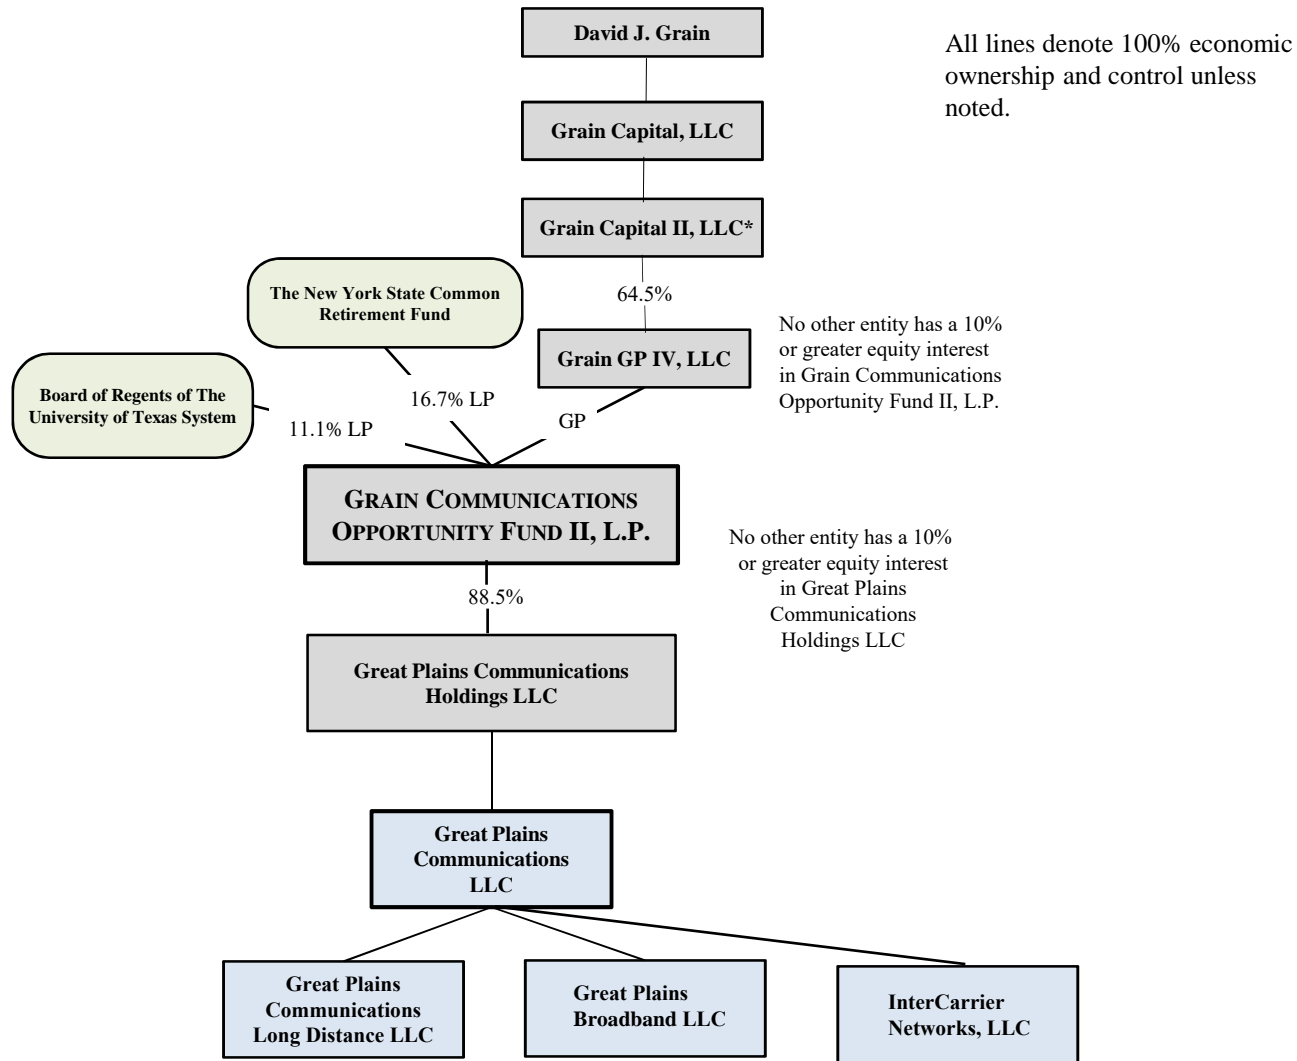 David J. Grain
All lines denote 100% economic
ownership and control unless
noted.
Grain Capital, LLC
Grain Capital II, LLC*
64.5%
The New York State Common
Retirement Fund
No other entity has a 10%
or greater equity interest
in Grain Communications
Opportunity Fund II, L.P.
Grain GP IV, LLC
Board of Regents of The
University of Texas System
16.7% LP
11.1% LP
GP
GRAIN COMMUNICATIONS
OPPORTUNITY FUND II, L.P.
No other entity has a 10%
or greater equity interest
in Great Plains
Communications
Holdings LLC
88.5%
Great Plains Communications
Holdings LLC
Great Plains
Communications
LLC
Great Plains
Communications
Long Distance LLC
Great Plains
Broadband LLC
InterCarrier
Networks, LLC